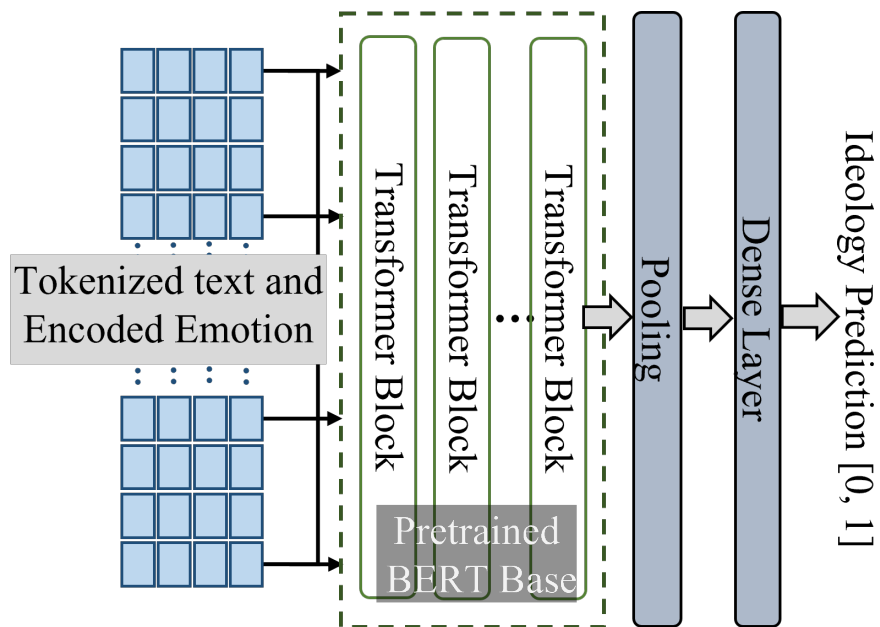 Tokenized text and
Encoded Emotion
Transformer Block
Transformer Block
...
Transformer Block
Pretrained
BERT Base
Pooling
Dense Layer
Ideology Prediction [0, 1]